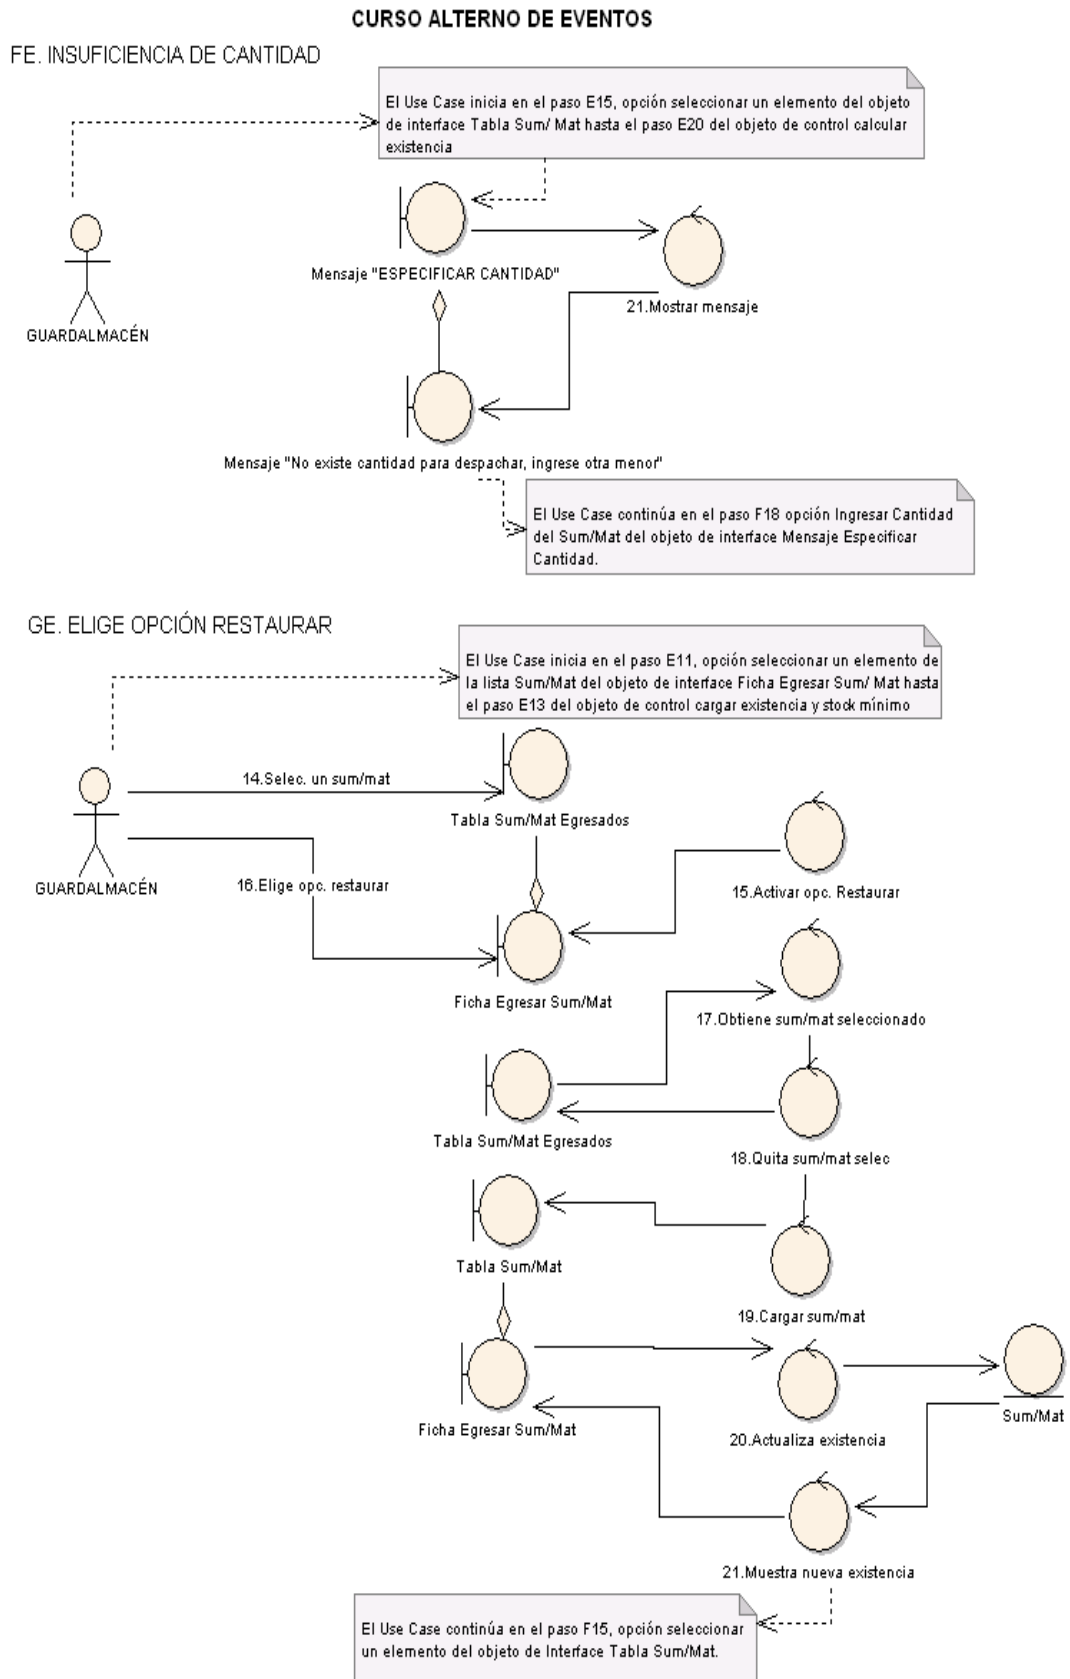 CURSO ALTERNO DE EVENTOS
FE. INSUFICIENCIA DE CANTIDAD
El Use Case inicia en el paso E15, opción seleccionar un elemento del objeto
de interface Tabla Sum/ Mat hasta el paso E20 del objeto de control calcular
existencia
Mensaje "ESPECIFICAR CANTIDAD"
21.Mostrar mensaje
GUARDALMACÉN
Mensaje "No existe cantidad para despachar, ingrese otra menor"
El Use Case continúa en el paso F18 opción Ingresar Cantidad
del Sum/Mat del objeto de interface Mensaje Especificar
Cantidad.
GE. ELIGE OPCIÓN RESTAURAR
El Use Case inicia en el paso E11, opción seleccionar un elemento de
la lista Sum/Mat del objeto de interface Ficha Egresar Sum/ Mat hasta
el paso E13 del objeto de control cargar existencia y stock mínimo
14.Selec. un sum/mat
Tabla Sum/Mat Egresados
GUARDALMACÉN
16.Elige opc. restaurar
15.Activar opc. Restaurar
Ficha Egresar Sum/Mat
17.Obtiene sum/mat seleccionado
Tabla Sum/Mat Egresados
18.Quita sum/mat selec
Tabla Sum/Mat
19.Cargar sum/mat
Sum/Mat
Ficha Egresar Sum/Mat
20.Actualiza existencia
21.Muestra nueva existencia
El Use Case continúa en el paso F15, opción seleccionar
un elemento del objeto de Interface Tabla Sum/Mat.